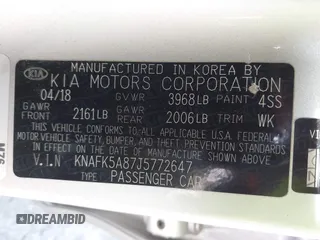 MANUFACTURED IN KOREA BY
KIA KIA MOTORS CORPORATION
04/18 GVWR 3968LB PAINT 4SS
GAWR FRONT 2161LB GAWR REAR 2006LB TRIM WK
THIS VEHICLE CONFORMS TO ALL APPLICABLE FEDERAL MOTOR
VEHICLE SAFETY, BUMPER, AND THEFT PREVENTION STANDARDS
IN EFFECT ON THE DATE OF MANUFACTURE SHOWN ABOVE.
V.I.N KNAFK5A87J5772647
TYPE: PASSENGER CAR
DREAMBID